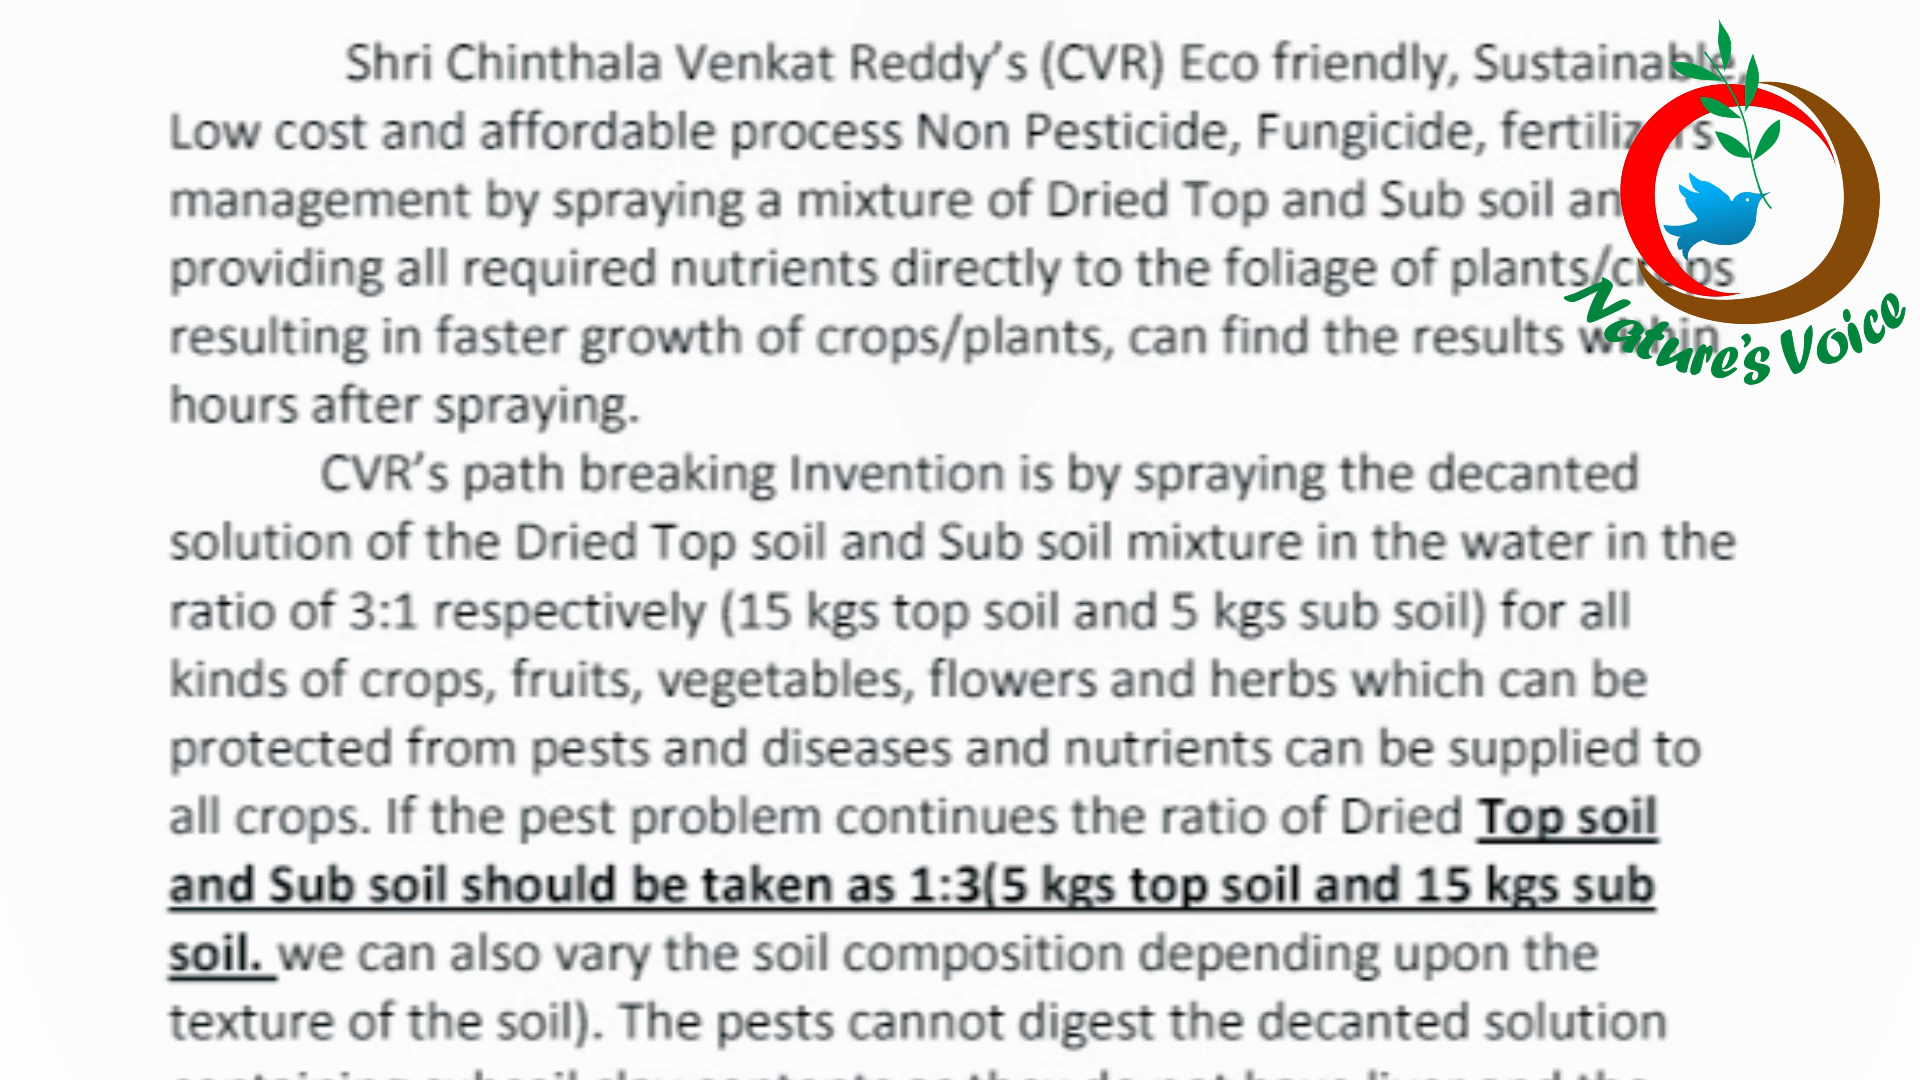 Shri Chinthala Venkat Reddy's (CVR) Eco friendly, Sustainable,
Low cost and affordable process Non Pesticide, Fungicide, fertilizers
management by spraying a mixture of Dried Top and Sub soil and
providing all required nutrients directly to the foliage of plants/crops
resulting in faster growth of crops/plants, can find the results within
hours after spraying.
CVR's path breaking Invention is by spraying the decanted
solution of the Dried Top soil and Sub soil mixture in the water in the
ratio of 3:1 respectively (15 kgs top soil and 5 kgs sub soil) for all
kinds of crops, fruits, vegetables, flowers and herbs which can be
protected from pests and diseases and nutrients can be supplied to
all crops. If the pest problem continues the ratio of Dried Top soil
and Sub soil should be taken as 1:3(5 kgs top soil and 15 kgs sub
soil. we can also vary the soil composition depending upon the
texture of the soil). The pests cannot digest the decanted solution
Nature's Voice